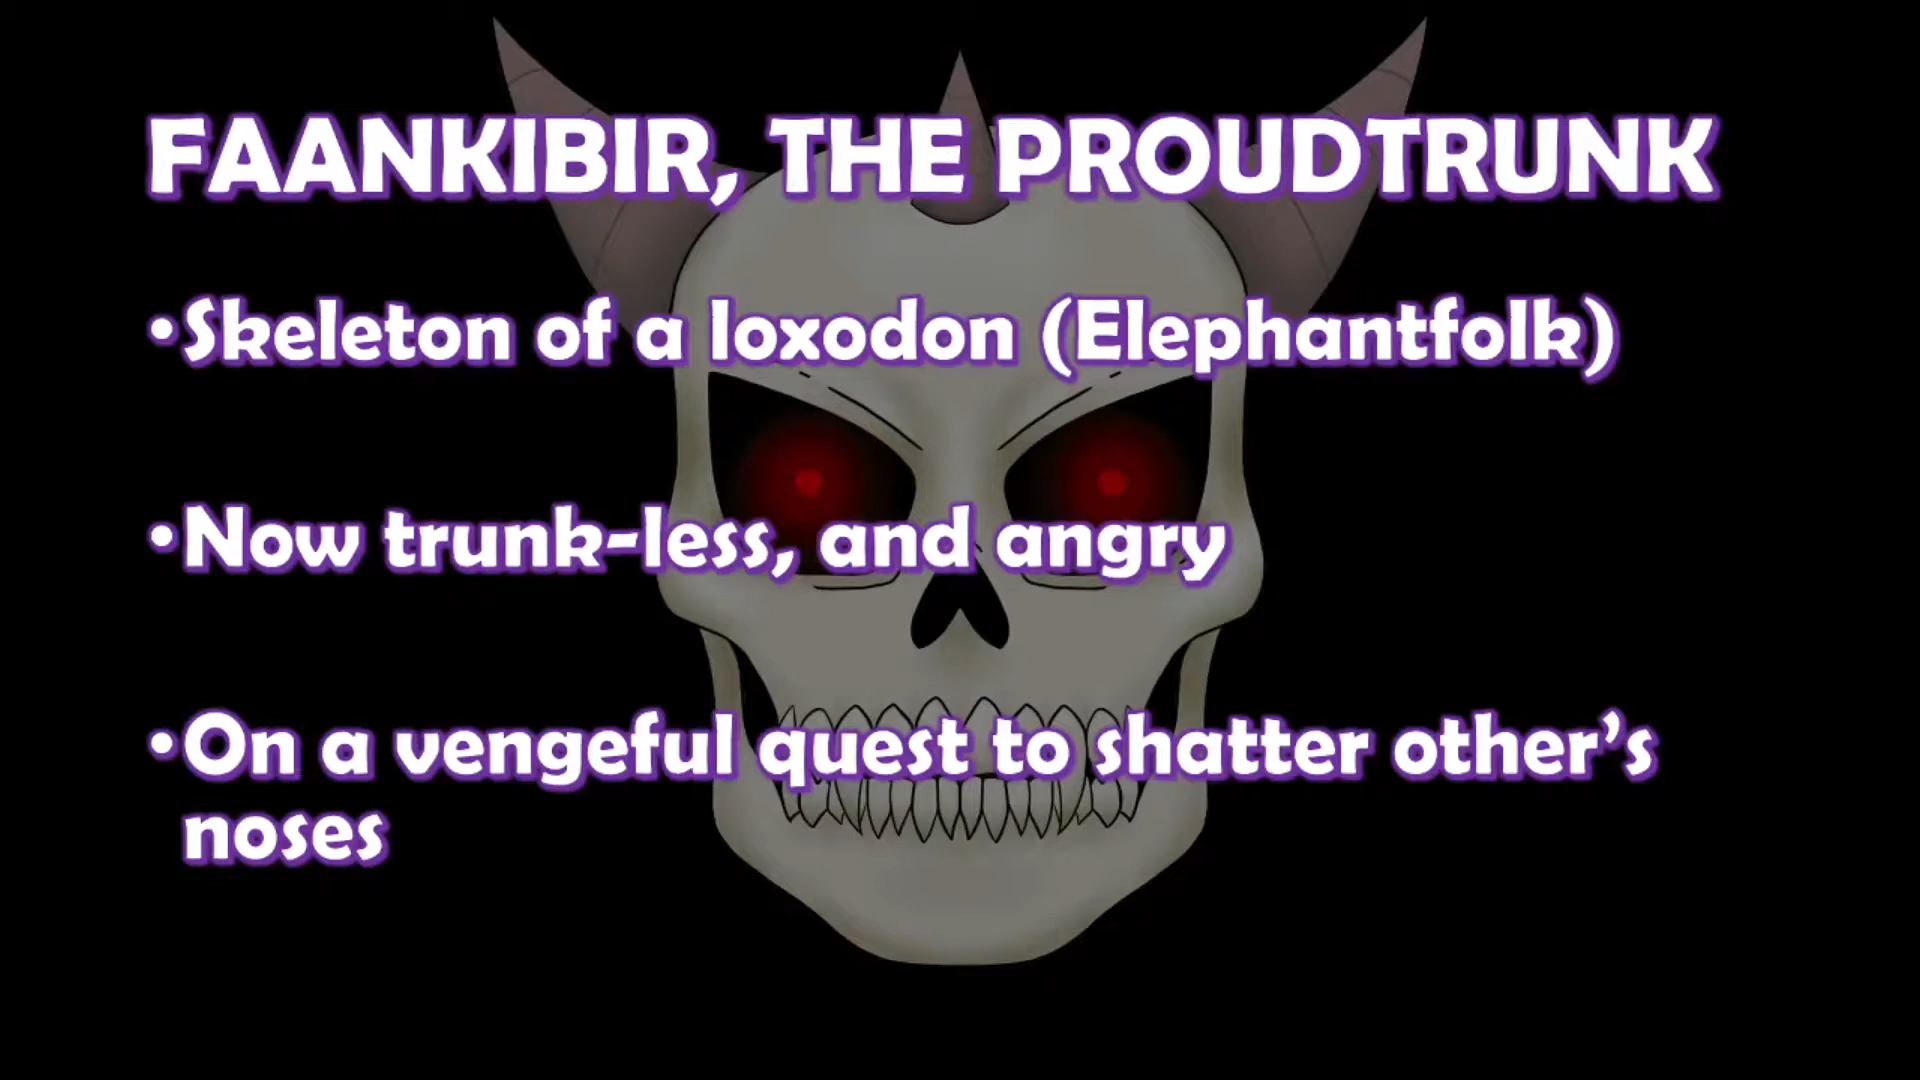 FAANKIBIR, THE PROUDTRUNK
•Skeleton of a loxodon (Elephantfolk)
•Now trunk-less, and angry
•On a vengeful quest to shatter other’s
noses